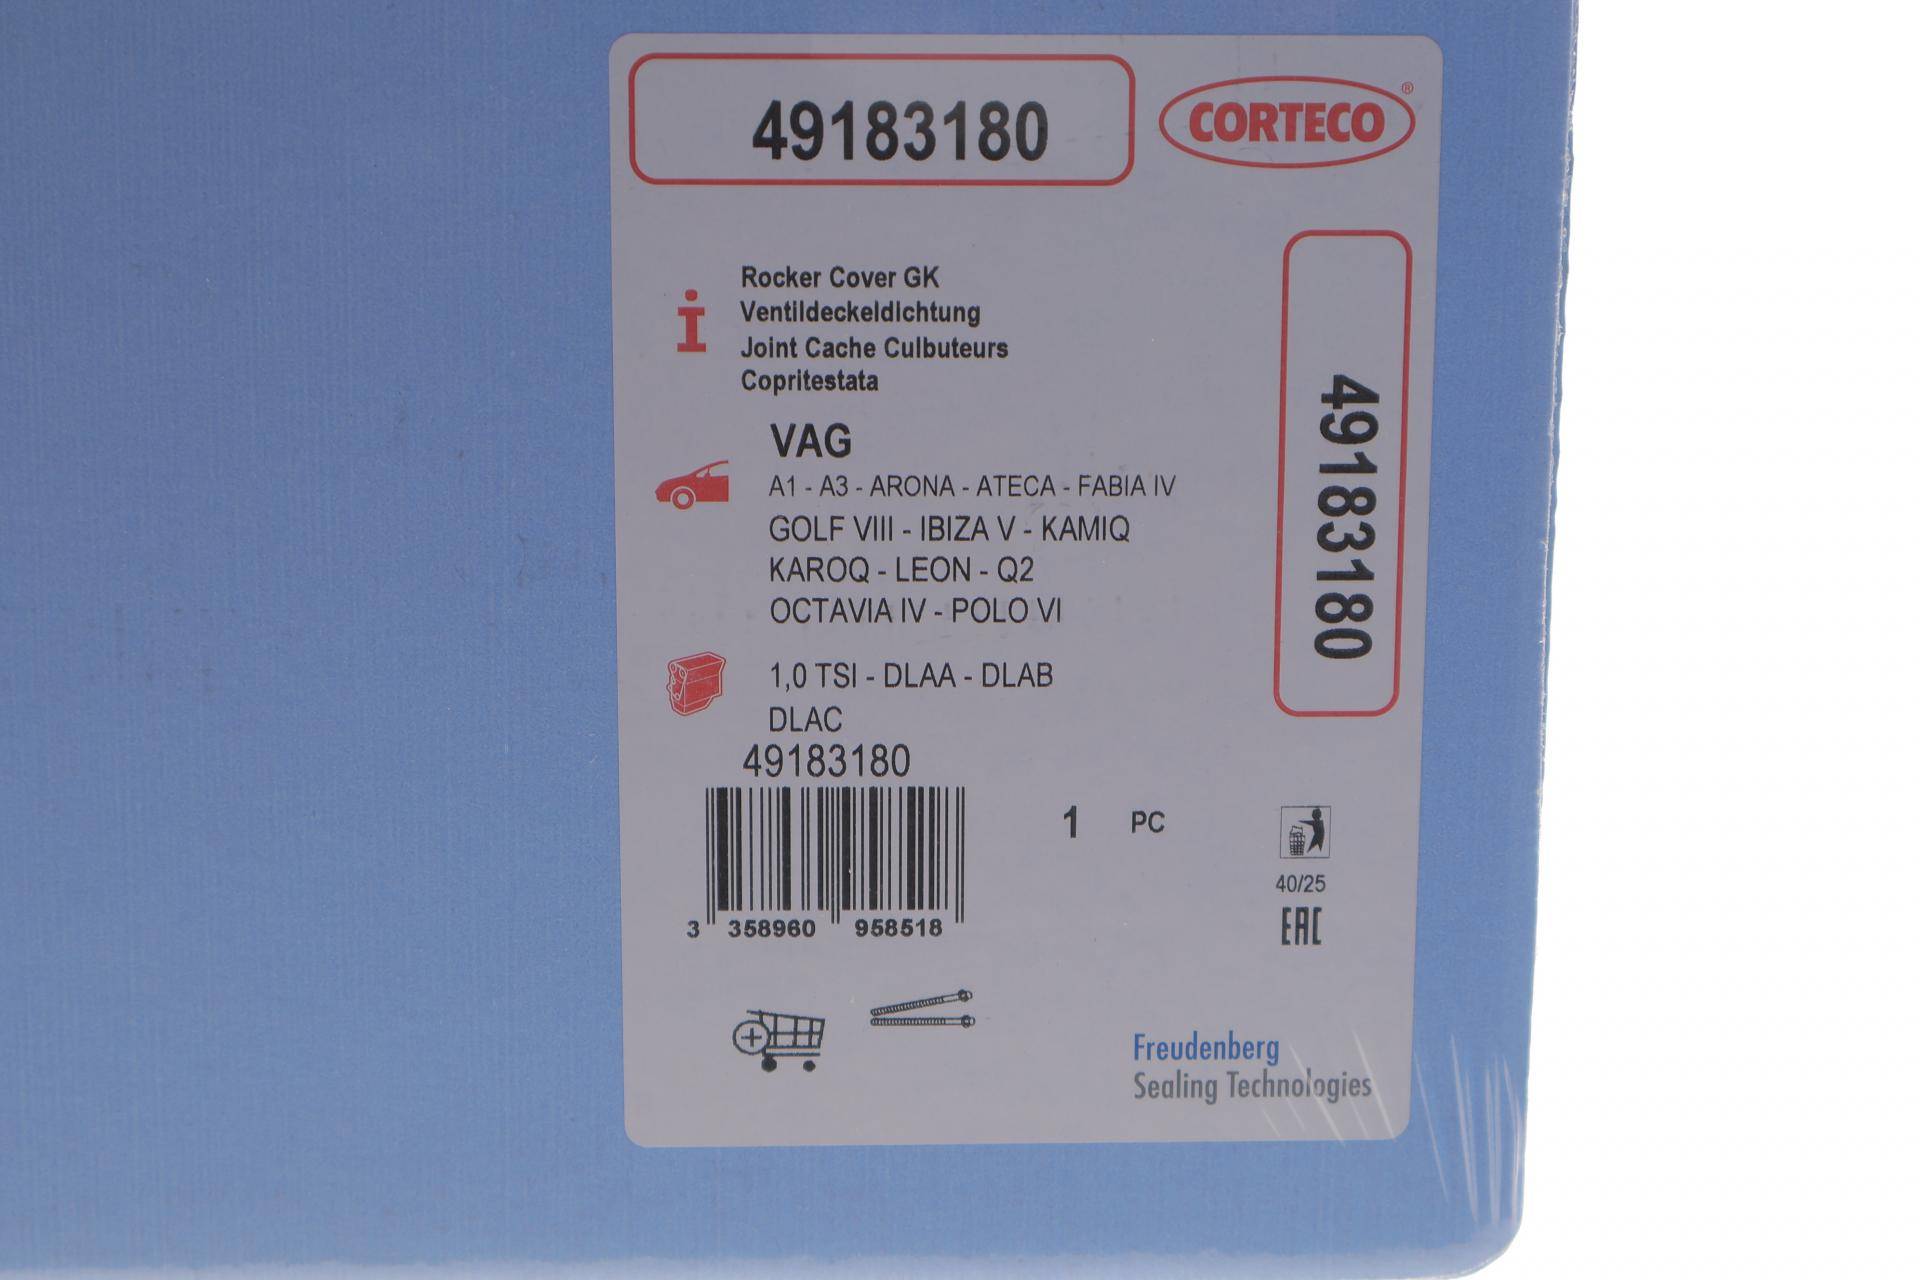 49183180
CORTECO®
Rocker Cover GK
Ventildeckeldichtung
Joint Cache Culbuteurs
Copritestata
49183180
VAG
A1 - A3 - ARONA - ATECA - FABIA IV
GOLF VIII - IBIZA V - KAMIQ
KAROQ - LEON - Q2
OCTAVIA IV - POLO VI
1,0 TSI - DLAA - DLAB
DLAC
49183180
1 PC
3 358960 958518
40/25
EAC
Freudenberg
Sealing Technologies